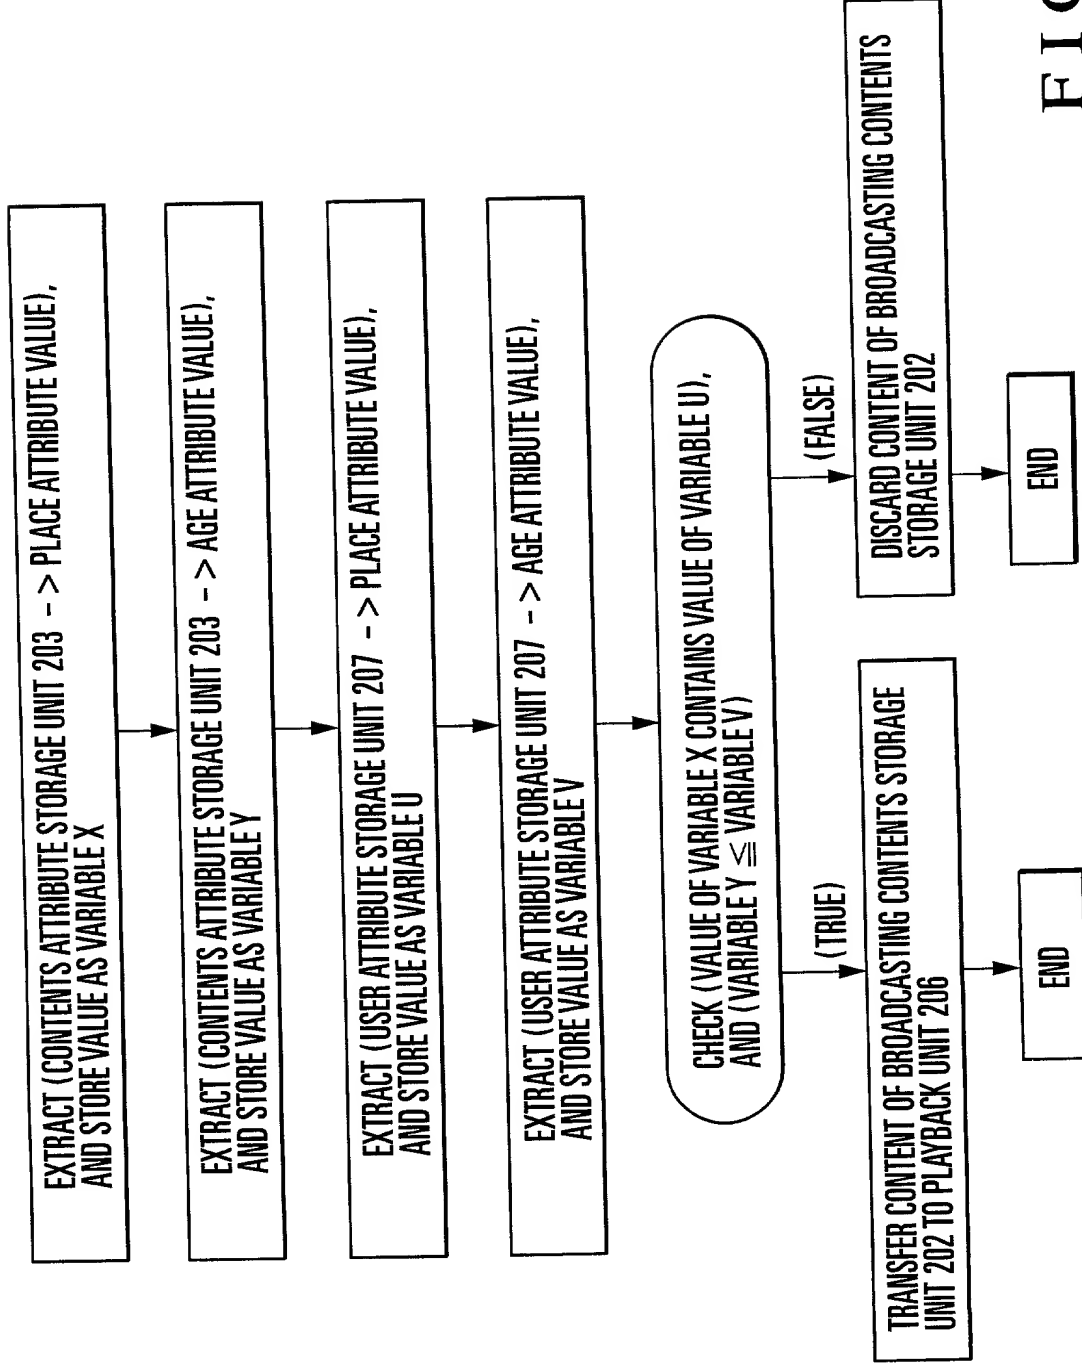 EXTRACT (CONTENTS ATTRIBUTE STORAGE UNIT 203 -> PLACE ATTRIBUTE VALUE),
AND STORE VALUE AS VARIABLE X
EXTRACT (CONTENTS ATTRIBUTE STORAGE UNIT 203 -> AGE ATTRIBUTE VALUE),
AND STORE VALUE AS VARIABLE Y
EXTRACT (USER ATTRIBUTE STORAGE UNIT 207 -> PLACE ATTRIBUTE VALUE),
AND STORE VALUE AS VARIABLE U
EXTRACT (USER ATTRIBUTE STORAGE UNIT 207 -> AGE ATTRIBUTE VALUE),
AND STORE VALUE AS VARIABLE V
CHECK (VALUE OF VARIABLE X CONTAINS VALUE OF VARIABLE U),
AND (VARIABLE Y ≦ VARIABLE V)
(TRUE)
(FALSE)
TRANSFER CONTENT OF BROADCASTING CONTENTS STORAGE
UNIT 202 TO PLAYBACK UNIT 206
DISCARD CONTENT OF BROADCASTING CONTENTS
STORAGE UNIT 202
END
END